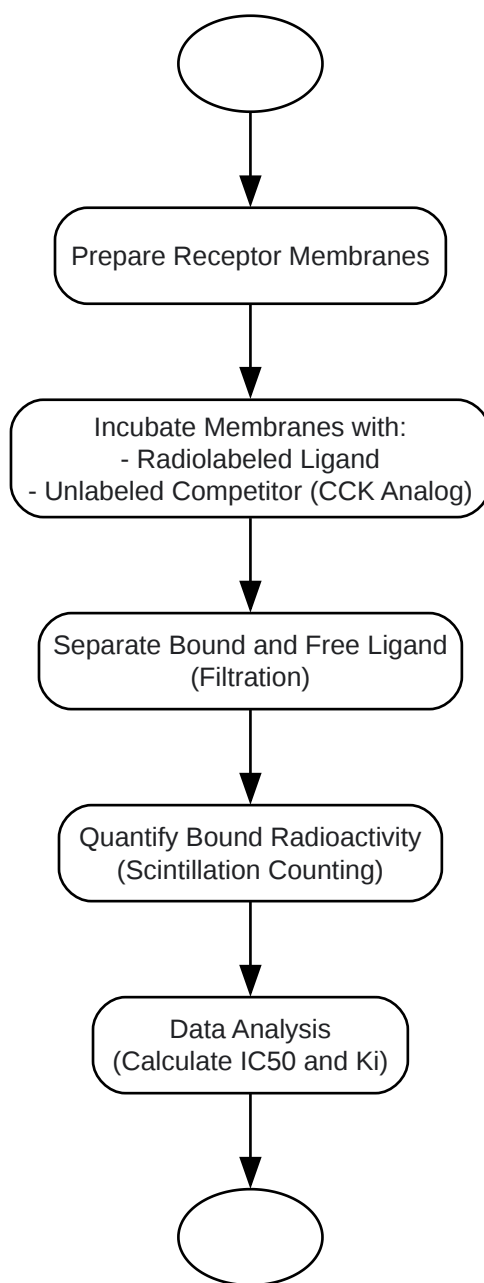 Prepare Receptor Membranes
Incubate Membranes with:
- Radiolabeled Ligand
- Unlabeled Competitor (CCK Analog)
Separate Bound and Free Ligand
(Filtration)
Quantify Bound Radioactivity
(Scintillation Counting)
Data Analysis
(Calculate IC50 and Ki)